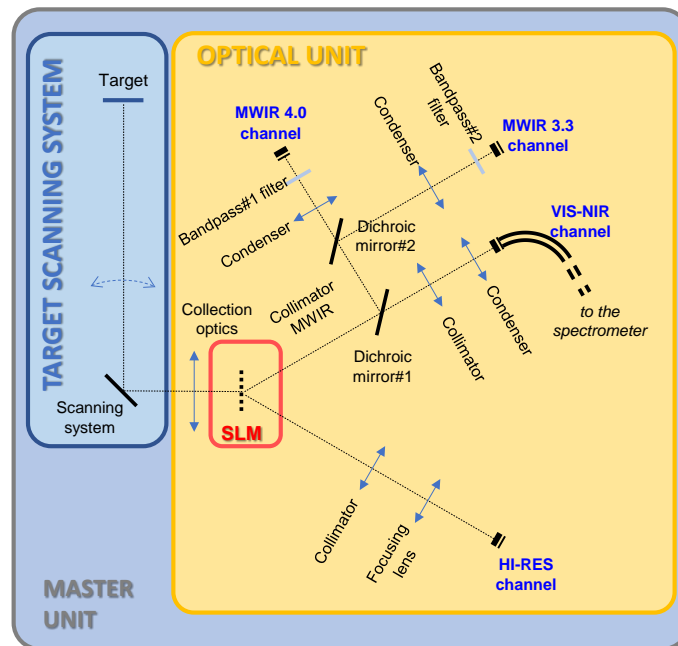 TARGET SCANNING SYSTEM
Target
Scanning
system
OPTICAL UNIT
MWIR 4.0
channel
Bandpass#1 filter
Condenser
Condenser
Bandpass#2
filter
MWIR 3.3
channel
Dichroic
mirror#2
VIS-NIR
channel
to the
spectrometer
Collimator
MWIR
Dichroic
mirror#1
Collimator
Condenser
Collection
optics
SLM
Collimator
Focusing
lens
HI-RES
channel
MASTER
UNIT